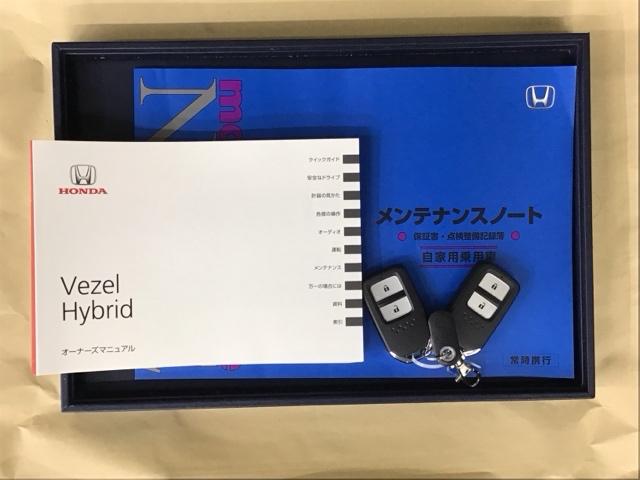 HONDA
Vezel
Hybrid
オーナーズマニュアル
クイックガイド
安全なドライブ
計器の見かた
各部の操作
オーディオ
運転
メンテナンス
万一の場合には
資料
索引
メンテナンスノート
保証書・点検整備記録簿
自家用乗用車
常時携行